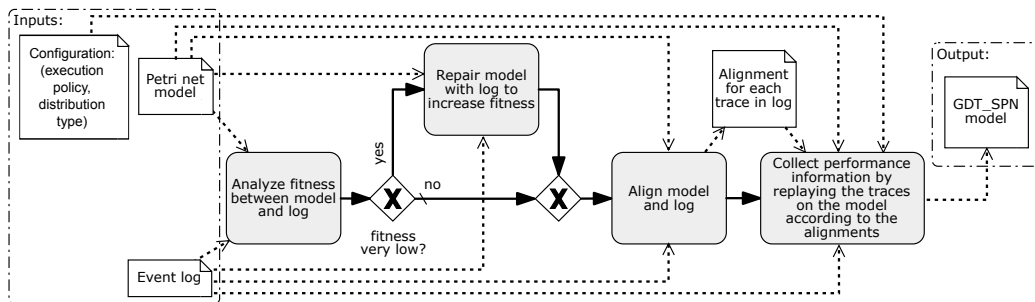 Inputs:
Configuration:
(execution
policy,
distribution
type)
Petri net
model
Event log
Analyze fitness
between model
and log
yes
no
fitness
very low?
Repair model
with log to
increase fitness
X
X
Align model
and log
Alignment
for each
trace in log
Collect performance
information by
replaying the traces
on the model
according to the
alignments
Output:
GDT_SPN
model